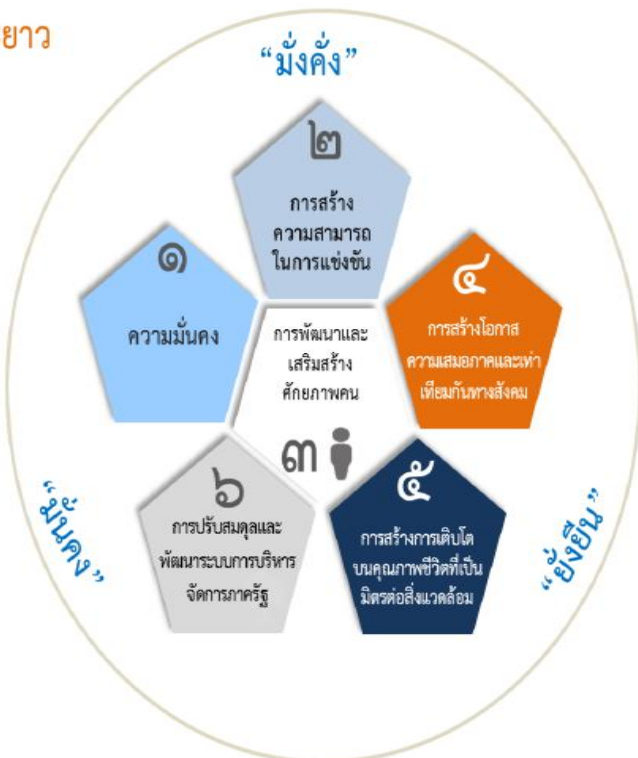 ยาว
“มั่งคั่ง”
๒
การสร้าง
ความสามารถ
ในการแข่งขัน
๑
ความมั่นคง
๔
การสร้างโอกาส
ความเสมอภาคและเท่า
เทียมกันทางสังคม
การพัฒนาและ
เสริมสร้าง
ศักยภาพคน
๓
๖
การปรับสมดุลและ
พัฒนาระบบการบริหาร
จัดการภาครัฐ
๕
การสร้างการเติบโต
บนคุณภาพชีวิตที่เป็น
มิตรต่อสิ่งแวดล้อม
“มั่นคง”
“ยั่งยืน”